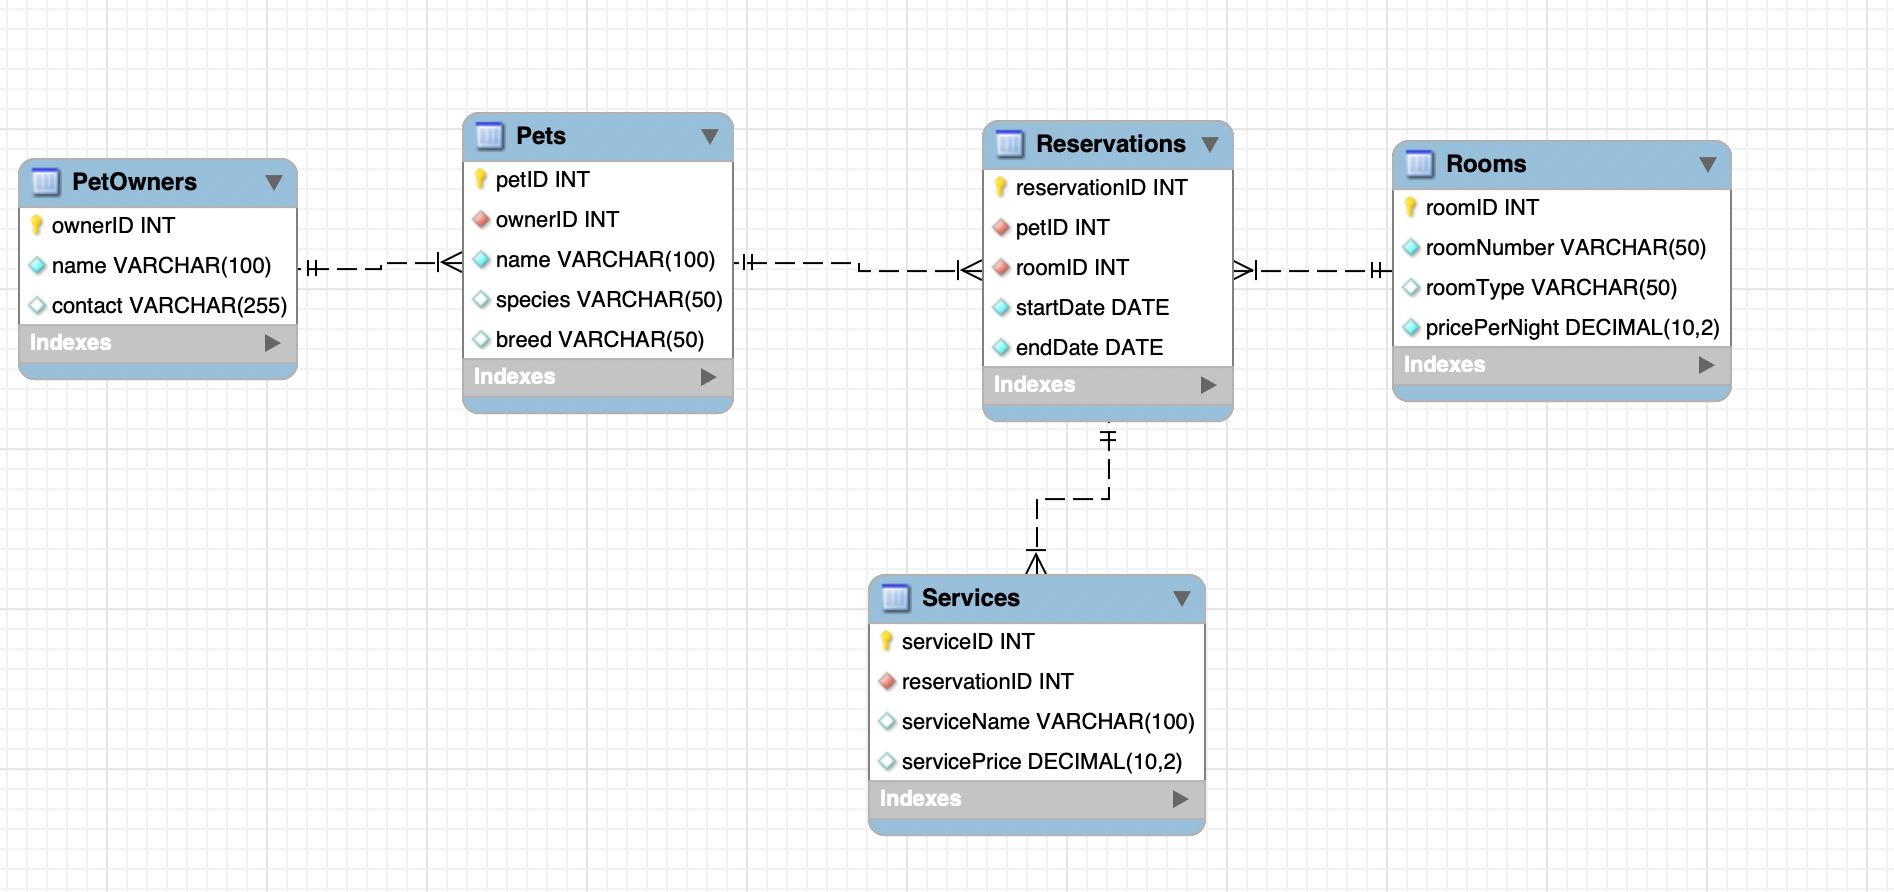 PetOwners
ownerID INT
name VARCHAR(100)
contact VARCHAR(255)
Indexes
Pets
petID INT
ownerID INT
name VARCHAR(100)
species VARCHAR(50)
breed VARCHAR(50)
Indexes
Reservations
reservationID INT
petID INT
roomID INT
startDate DATE
endDate DATE
Indexes
Rooms
roomID INT
roomNumber VARCHAR(50)
roomType VARCHAR(50)
pricePerNight DECIMAL(10,2)
Indexes
Services
serviceID INT
reservationID INT
serviceName VARCHAR(100)
servicePrice DECIMAL(10,2)
Indexes